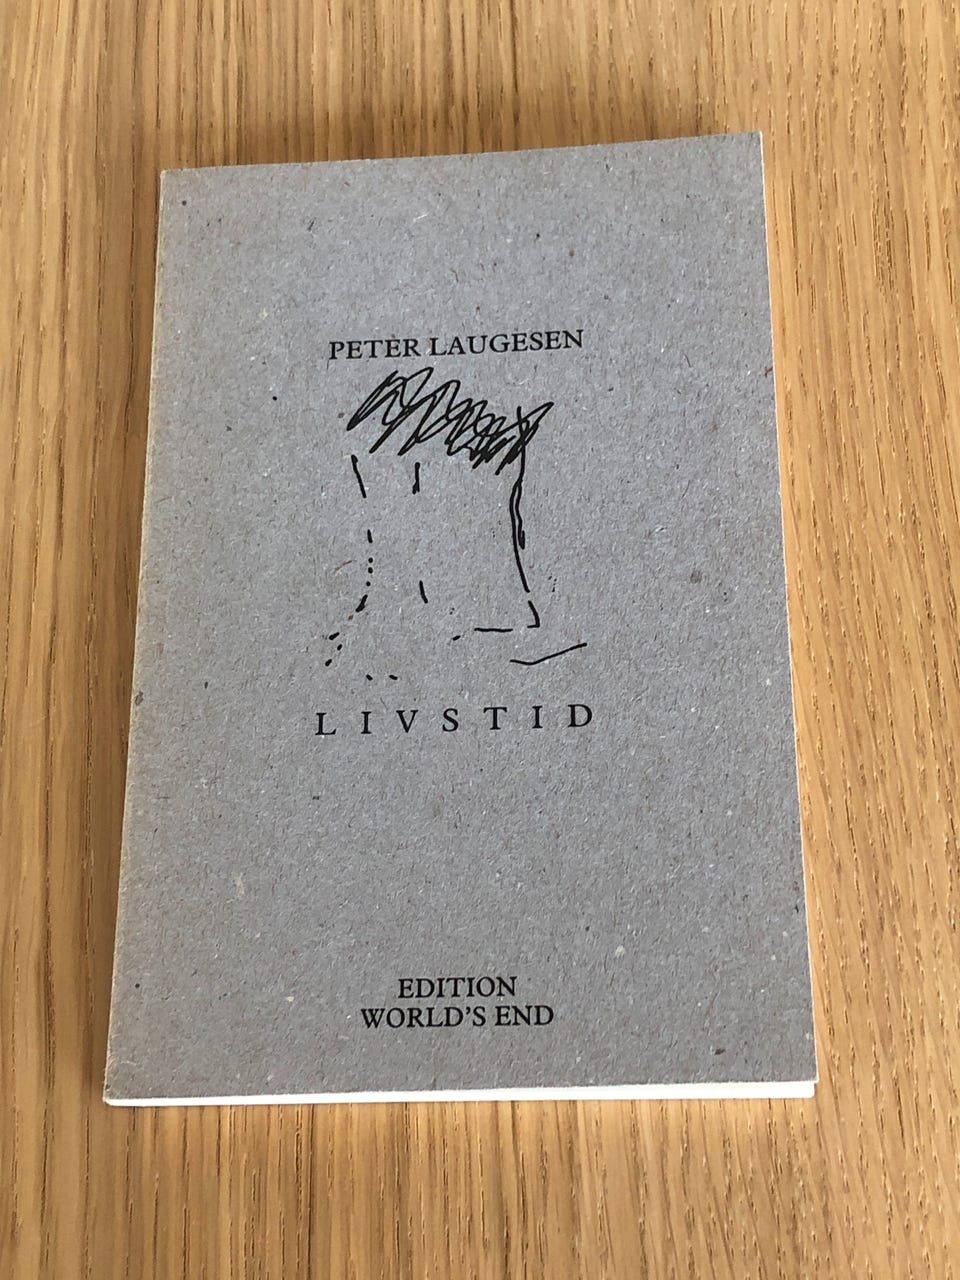 PETER LAUGESEN
LIVSTID
EDITION
WORLD'S END